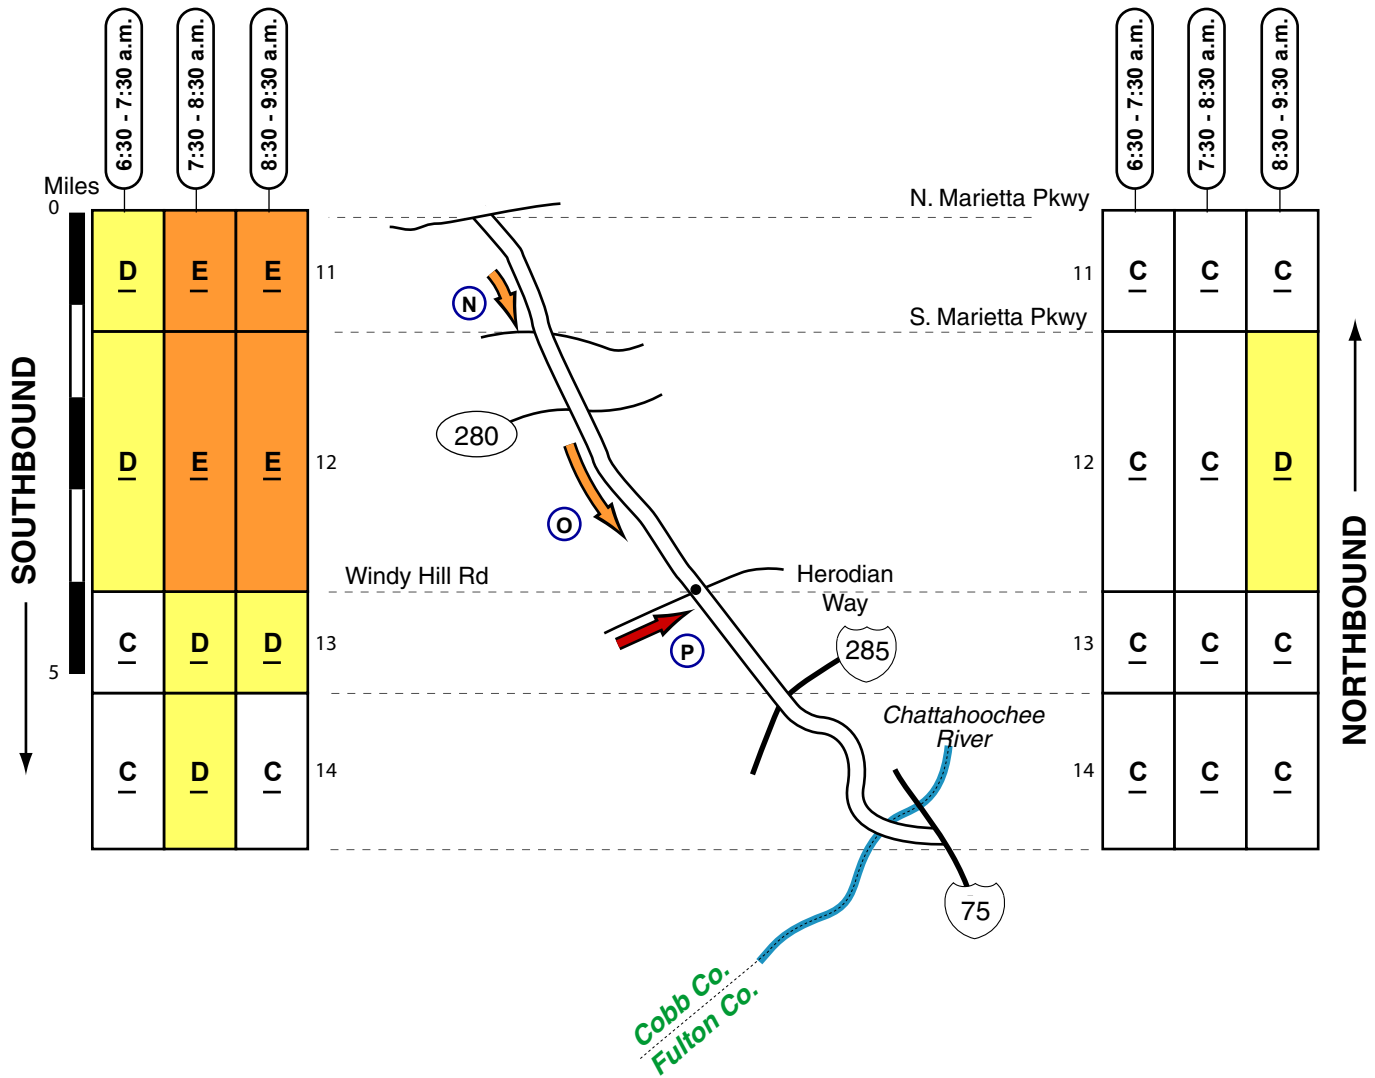 6:30 - 7:30 a.m.
7:30 - 8:30 a.m.
8:30 - 9:30 a.m.
6:30 - 7:30 a.m.
7:30 - 8:30 a.m.
8:30 - 9:30 a.m.
Miles
0
5
SOUTHBOUND
D E E 11
D E E 12
C D D 13
C D C 14
N. Marietta Pkwy
N
S. Marietta Pkwy
280
O
Windy Hill Rd
Herodian
Way
P
285
Chattahoochee
River
75
Cobb Co.
Fulton Co.
11 C C C
12 C C D
13 C C C
14 C C C
NORTHBOUND